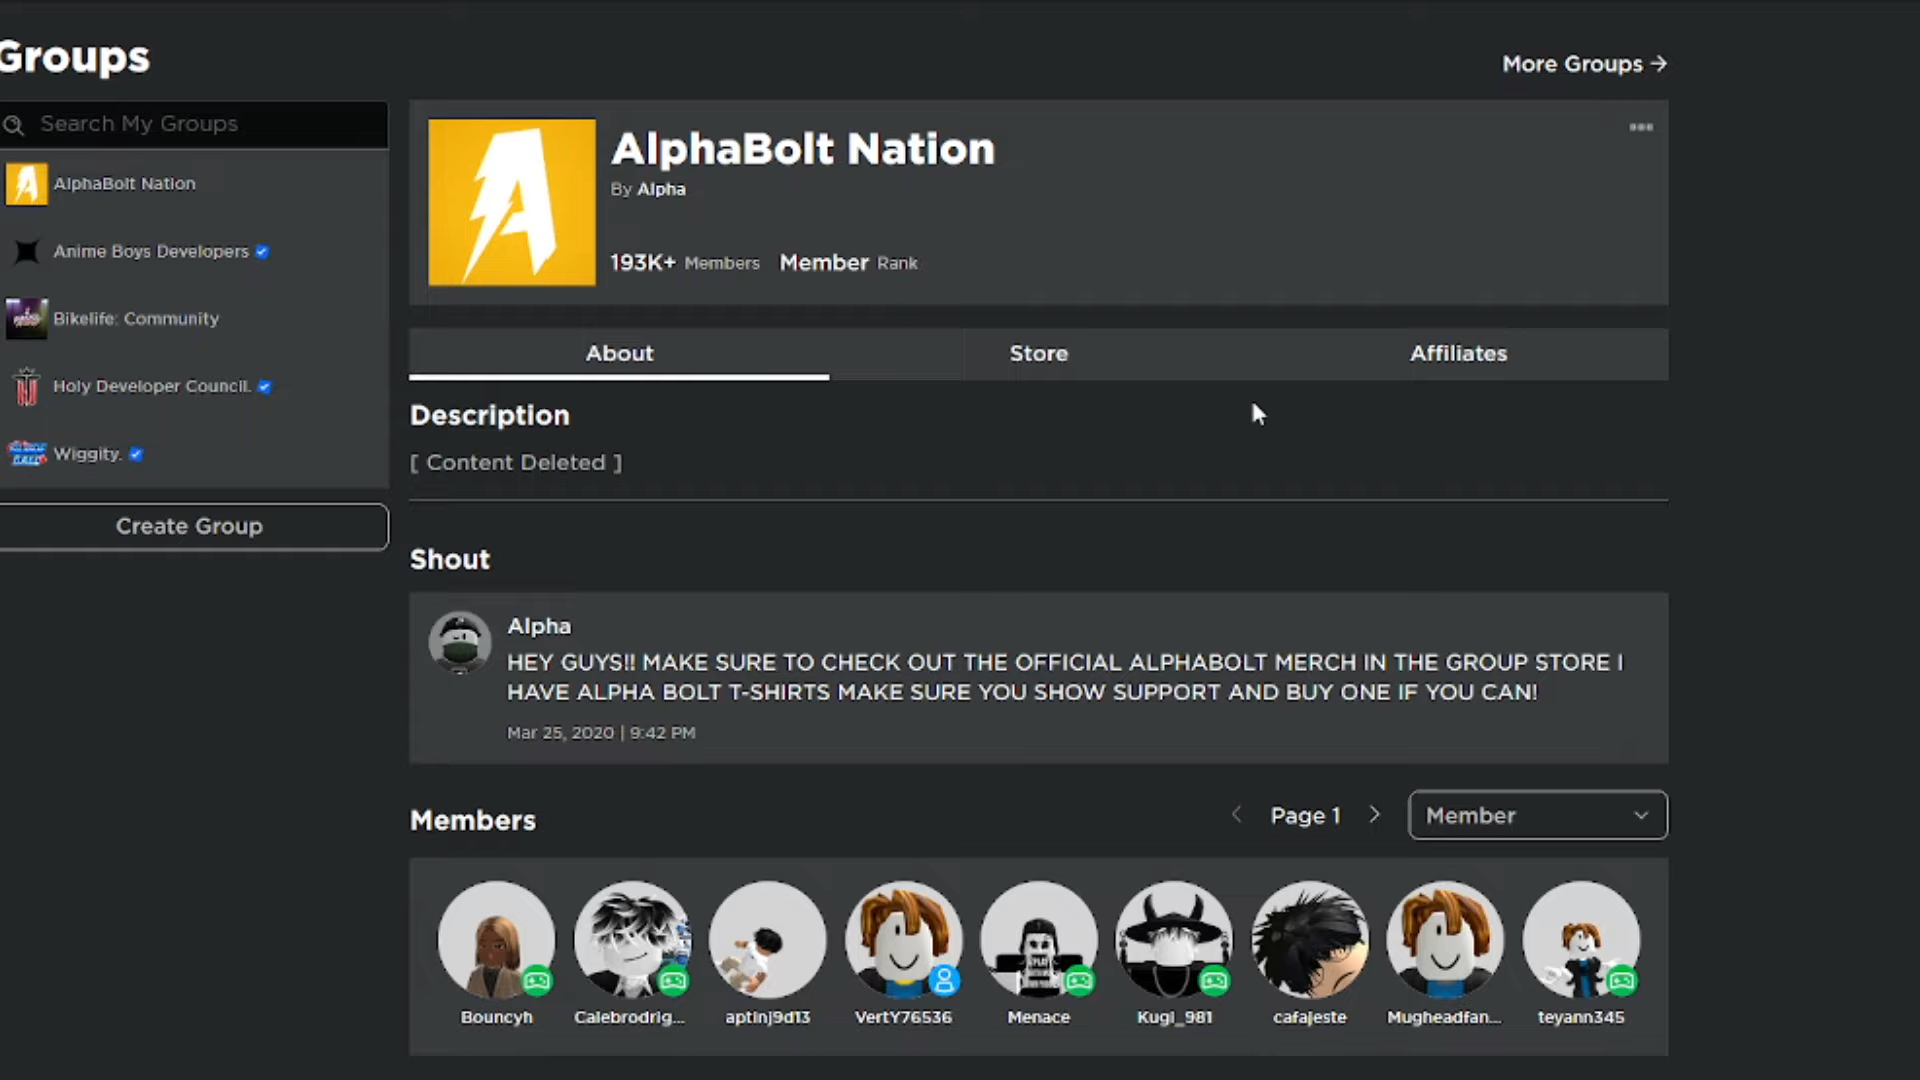 Groups
More Groups →
Search My Groups
AlphaBolt Nation
Anime Boys Developers
Bikelife: Community
Holy Developer Council.
Wiggity.
Create Group
AlphaBolt Nation
By Alpha
193K+ Members Member Rank
About Store Affiliates
Description
[ Content Deleted ]
Shout
Alpha
HEY GUYS!! MAKE SURE TO CHECK OUT THE OFFICIAL ALPHABOLT MERCH IN THE GROUP STORE I
HAVE ALPHA BOLT T-SHIRTS MAKE SURE YOU SHOW SUPPORT AND BUY ONE IF YOU CAN!
Mar 25, 2020 | 9:42 PM
Members
Page 1
Member
Bouncyh Calebrodrig... VertY76536 Menace Kugi_981 cafajeste Mugheadfan... teyann345